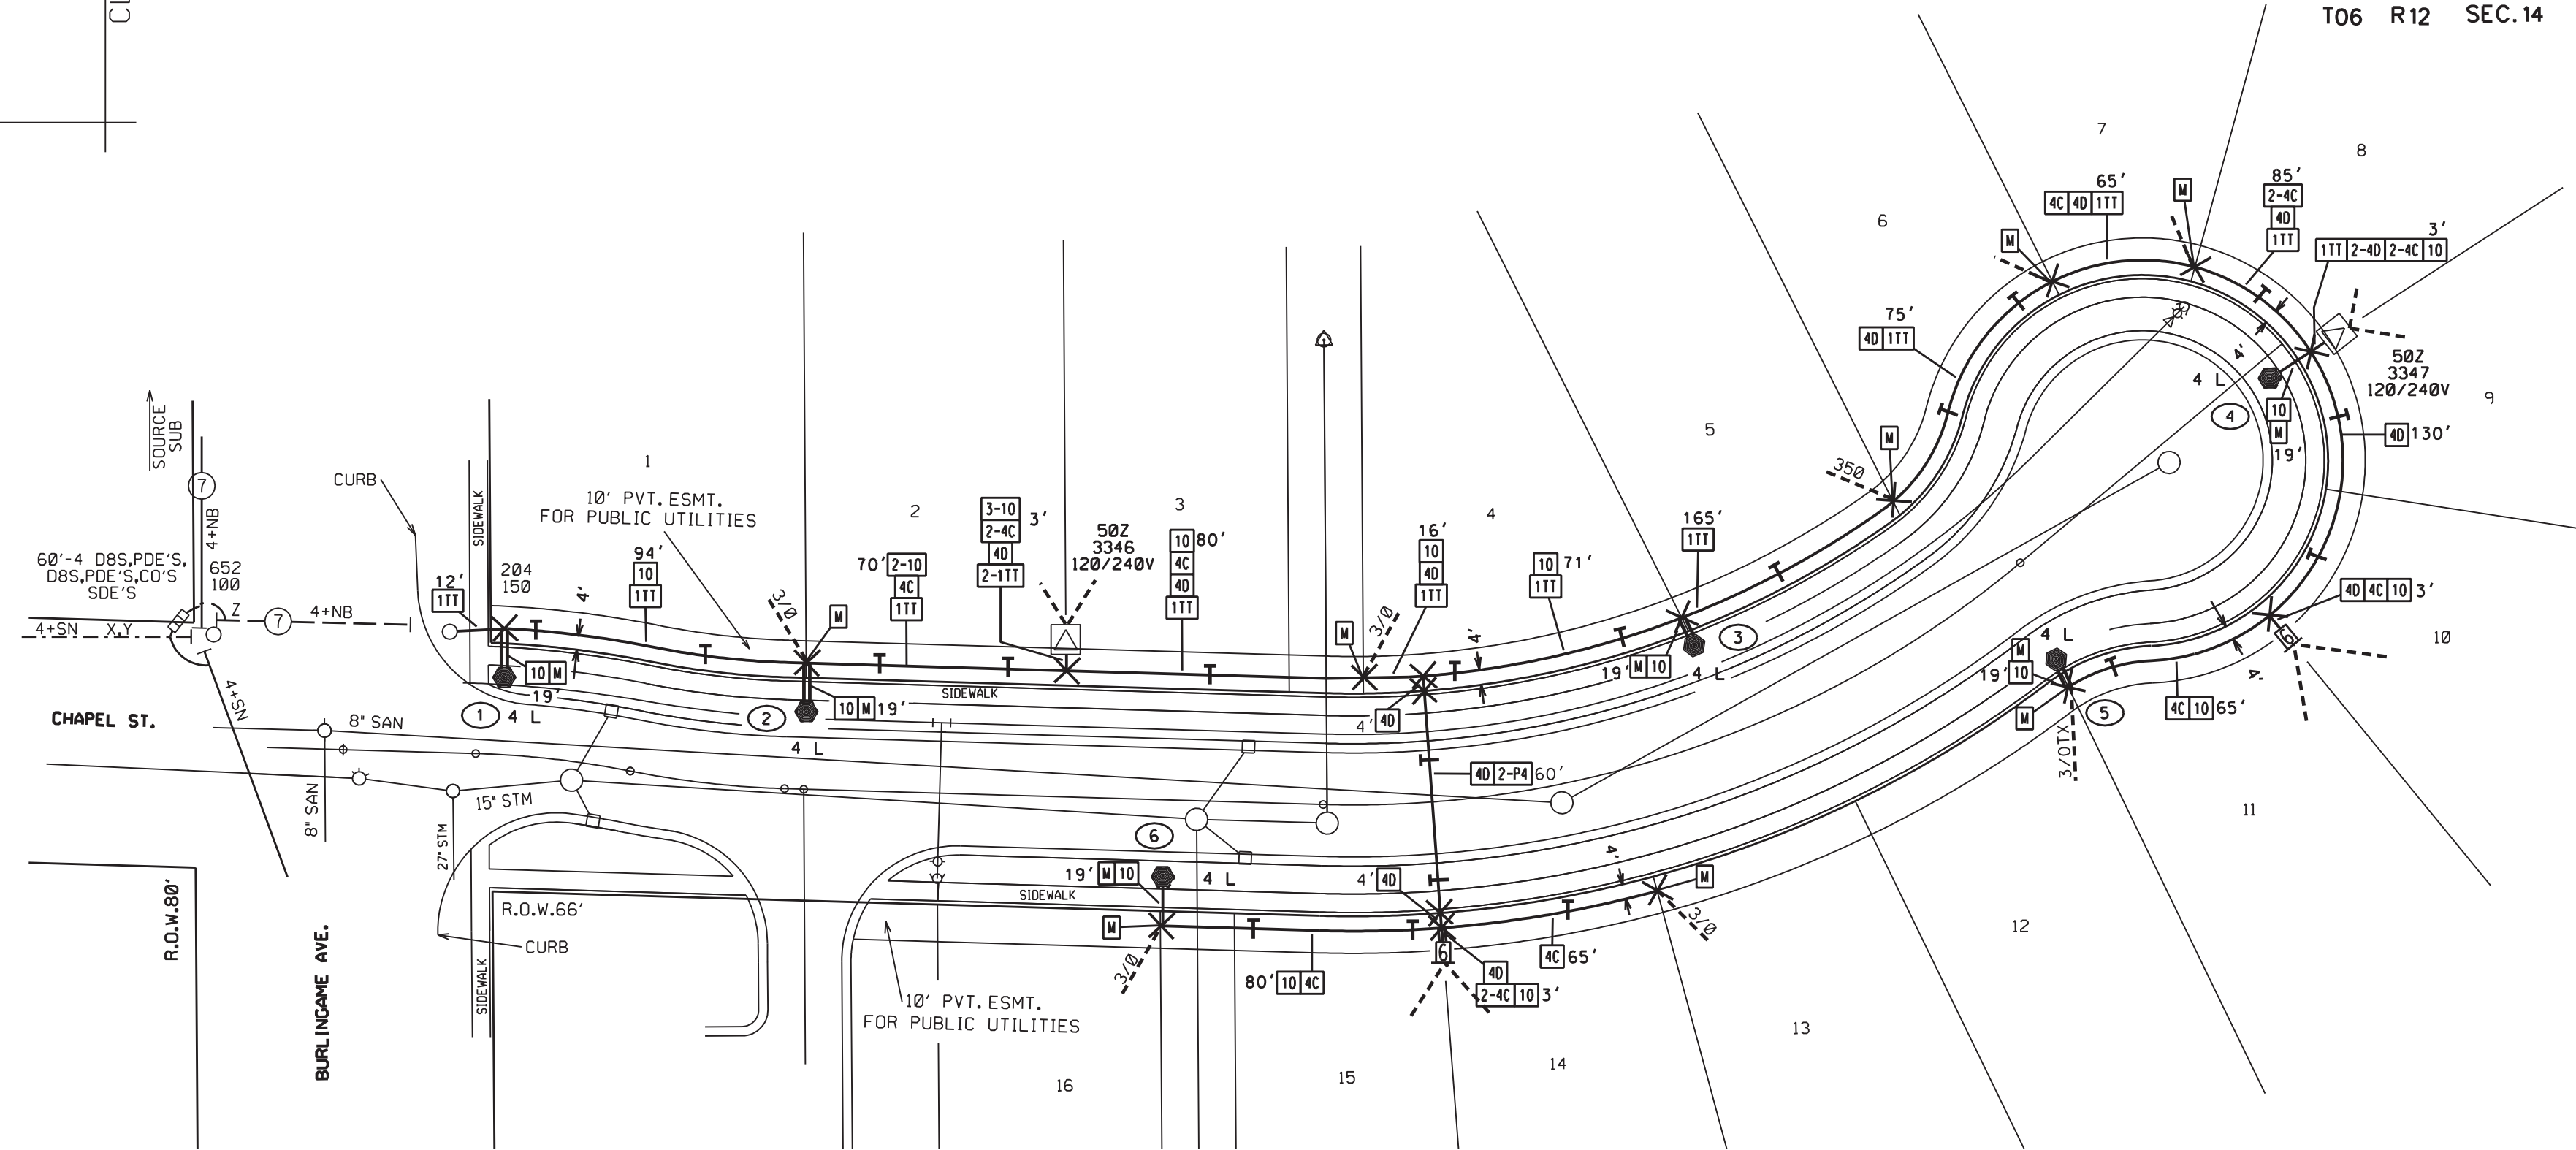 CL
T06 R12 SEC.14
7
8
65'
4C 4D 1TT
M
85'
2-4C
4D
1TT
3'
1TT 2-4D 2-4C 10
6
M
75'
4D 1TT
4'
50Z
3347
120/240V
4 L
9
10
M
19'
4
4D 130'
5
M
350
SOURCE
SUB
7
4+NB
CURB
SIDEWALK
1
10' PVT. ESMT.
FOR PUBLIC UTILITIES
2
3-10
2-4C
4D
2-1TT
3'
50Z
3346
120/240V
3
10 80'
4C
4D
1TT
16'
10
4D
1TT
4
10 71'
1TT
165'
1TT
60'-4 D8S,PDE'S,
D8S,PDE'S,CO'S
SDE'S
652
100
Z
7
4+NB
4+SN X,Y
4+SN
12'
1TT
204
150
4'
94'
10
1TT
3/0
M
70' 2-10
4C
1TT
M
3/0
4'
3
19' M 10
4 L
4D 4C 10 3'
6
10
4'
4 L
M
19' 10
M
5
4C 10 65'
3/0TX
10 M
19'
1 4 L
2
10 M 19'
4 L
SIDEWALK
4' 4D
4D 2-P4 60'
CHAPEL ST.
8" SAN
8" SAN
15" STM
27" STM
6
19' M 10
4 L
SIDEWALK
4' 4D
4'
M
3/0
11
12
R.O.W.80'
R.O.W.66'
CURB
BURLINGAME AVE.
SIDEWALK
M
3/0
10' PVT. ESMT.
FOR PUBLIC UTILITIES
80' 10 4C
6
4D
2-4C 10 3'
4C 65'
13
14
15
16